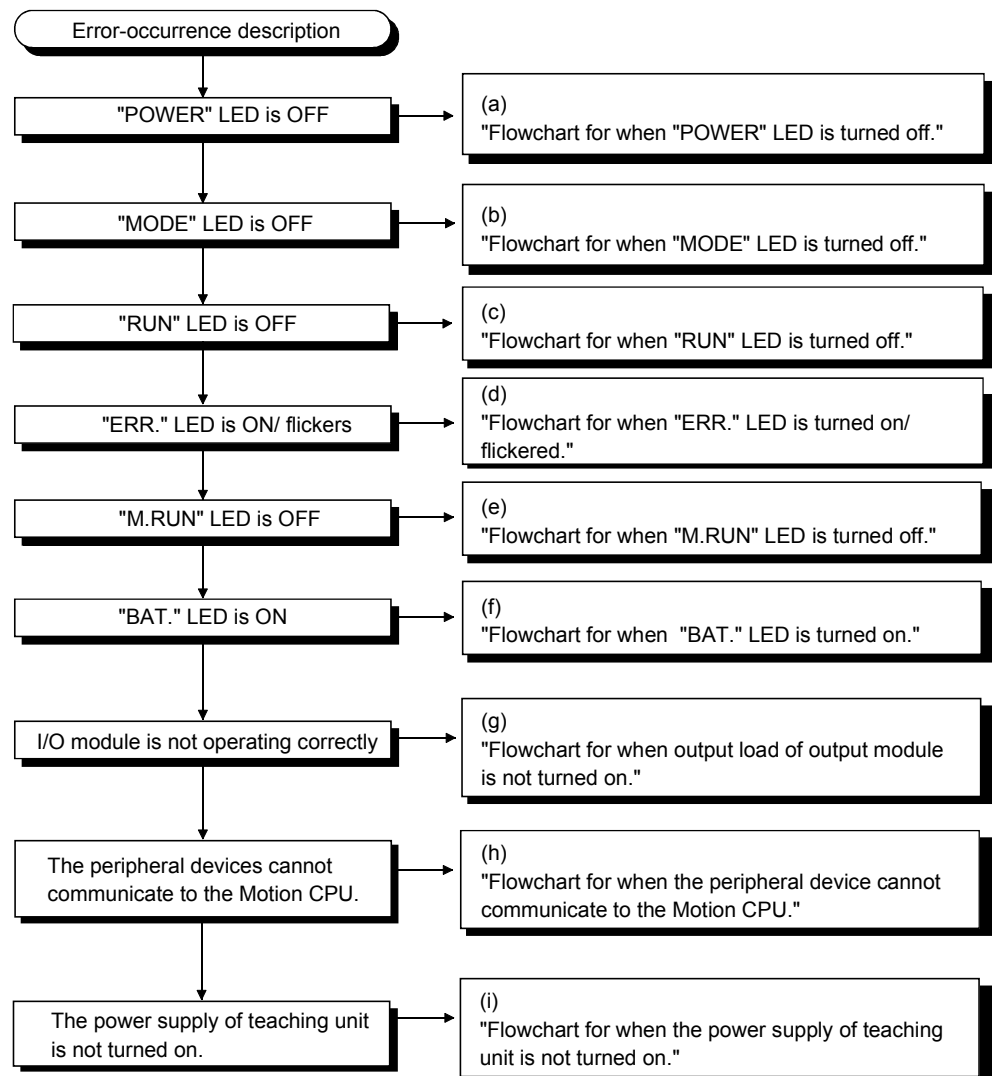 Error-occurrence description
"POWER" LED is OFF
(a)
"Flowchart for when "POWER" LED is turned off."
"MODE" LED is OFF
(b)
"Flowchart for when "MODE" LED is turned off."
"RUN" LED is OFF
(c)
"Flowchart for when "RUN" LED is turned off."
"ERR." LED is ON/ flickers
(d)
"Flowchart for when "ERR." LED is turned on/
flickered."
"M.RUN" LED is OFF
(e)
"Flowchart for when "M.RUN" LED is turned off."
"BAT." LED is ON
(f)
"Flowchart for when "BAT." LED is turned on."
I/O module is not operating correctly
(g)
"Flowchart for when output load of output module
is not turned on."
The peripheral devices cannot
communicate to the Motion CPU.
(h)
"Flowchart for when the peripheral device cannot
communicate to the Motion CPU."
The power supply of teaching unit
is not turned on.
(i)
"Flowchart for when the power supply of teaching
unit is not turned on."